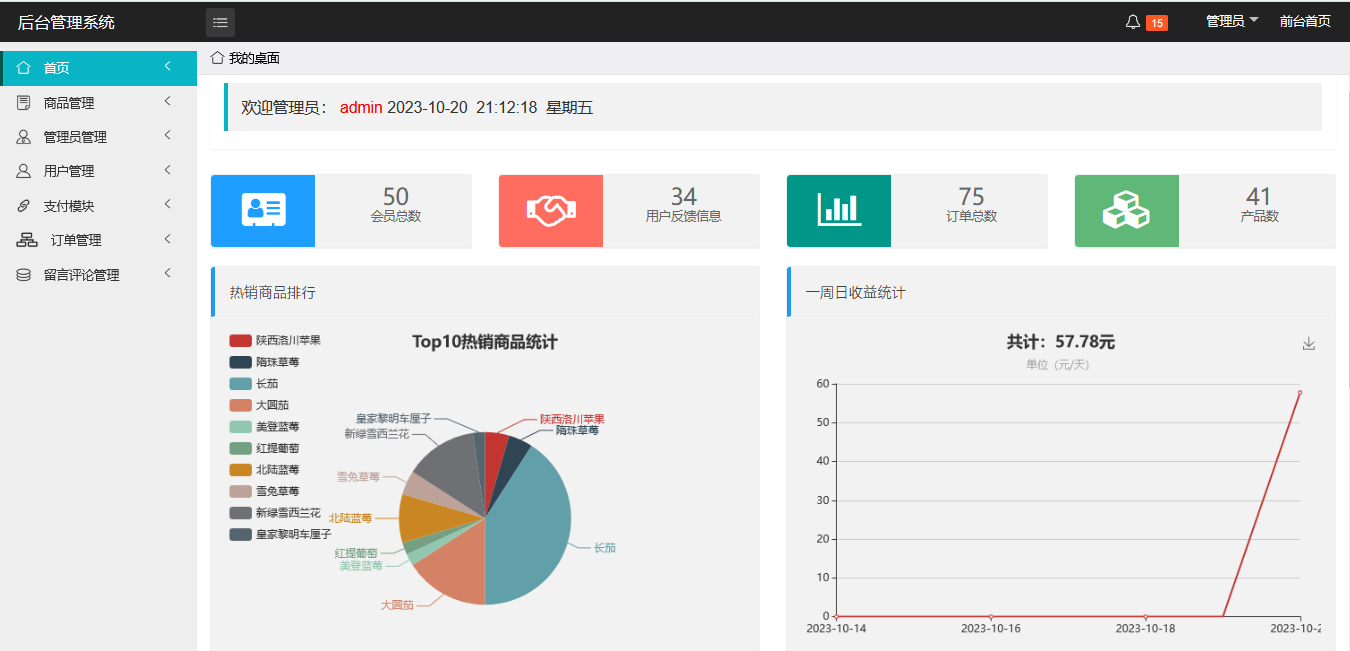 后台管理系统
15
管理员
前台首页
首页
商品管理
管理员管理
用户管理
支付模块
订单管理
留言评论管理
我的桌面
欢迎管理员： admin 2023-10-20 21:12:18 星期五
50
会员总数
34
用户反馈信息
75
订单总数
41
产品数
热销商品排行
Top10热销商品统计
陕西洛川苹果
隋珠草莓
长茄
大圆茄
美登蓝莓
红提葡萄
北陆蓝莓
雪兔草莓
新绿雪西兰花
皇家黎明车厘子
皇家黎明车厘子
新绿雪西兰花
雪兔草莓
北陆蓝莓
红提葡萄
美登蓝莓
大圆茄
陕西洛川苹果
隋珠草莓
长茄
一周日收益统计
共计：57.78元
单位（元/天）
60
50
40
30
20
10
0
2023-10-14
2023-10-16
2023-10-18
2023-10-2